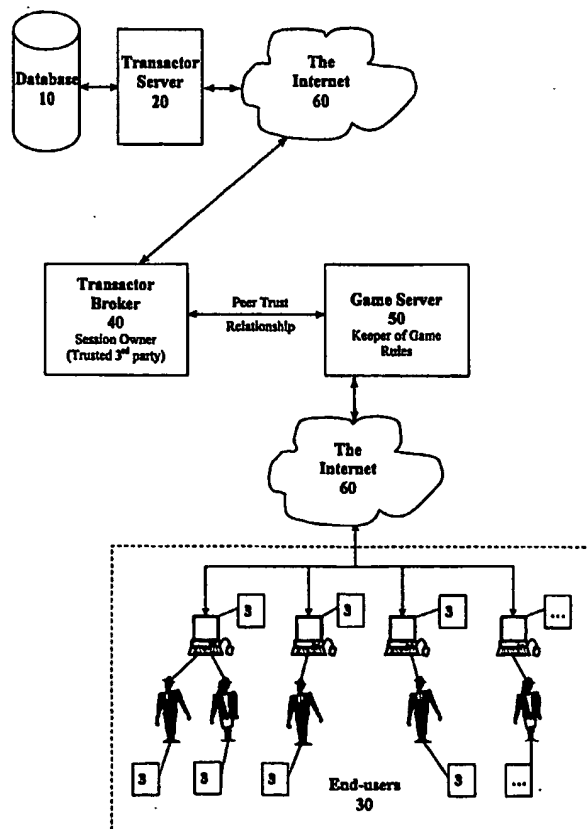 Database
10
Transactor
Server
20
The
Internet
60
Transactor
Broker
40
Session Owner
(Trusted 3rd party)
Peer Trust
Relationship
Game Server
50
Keeper of Game
Rules
The
Internet
60
3
3
3
...
3
3
3
3
...
End-users
30